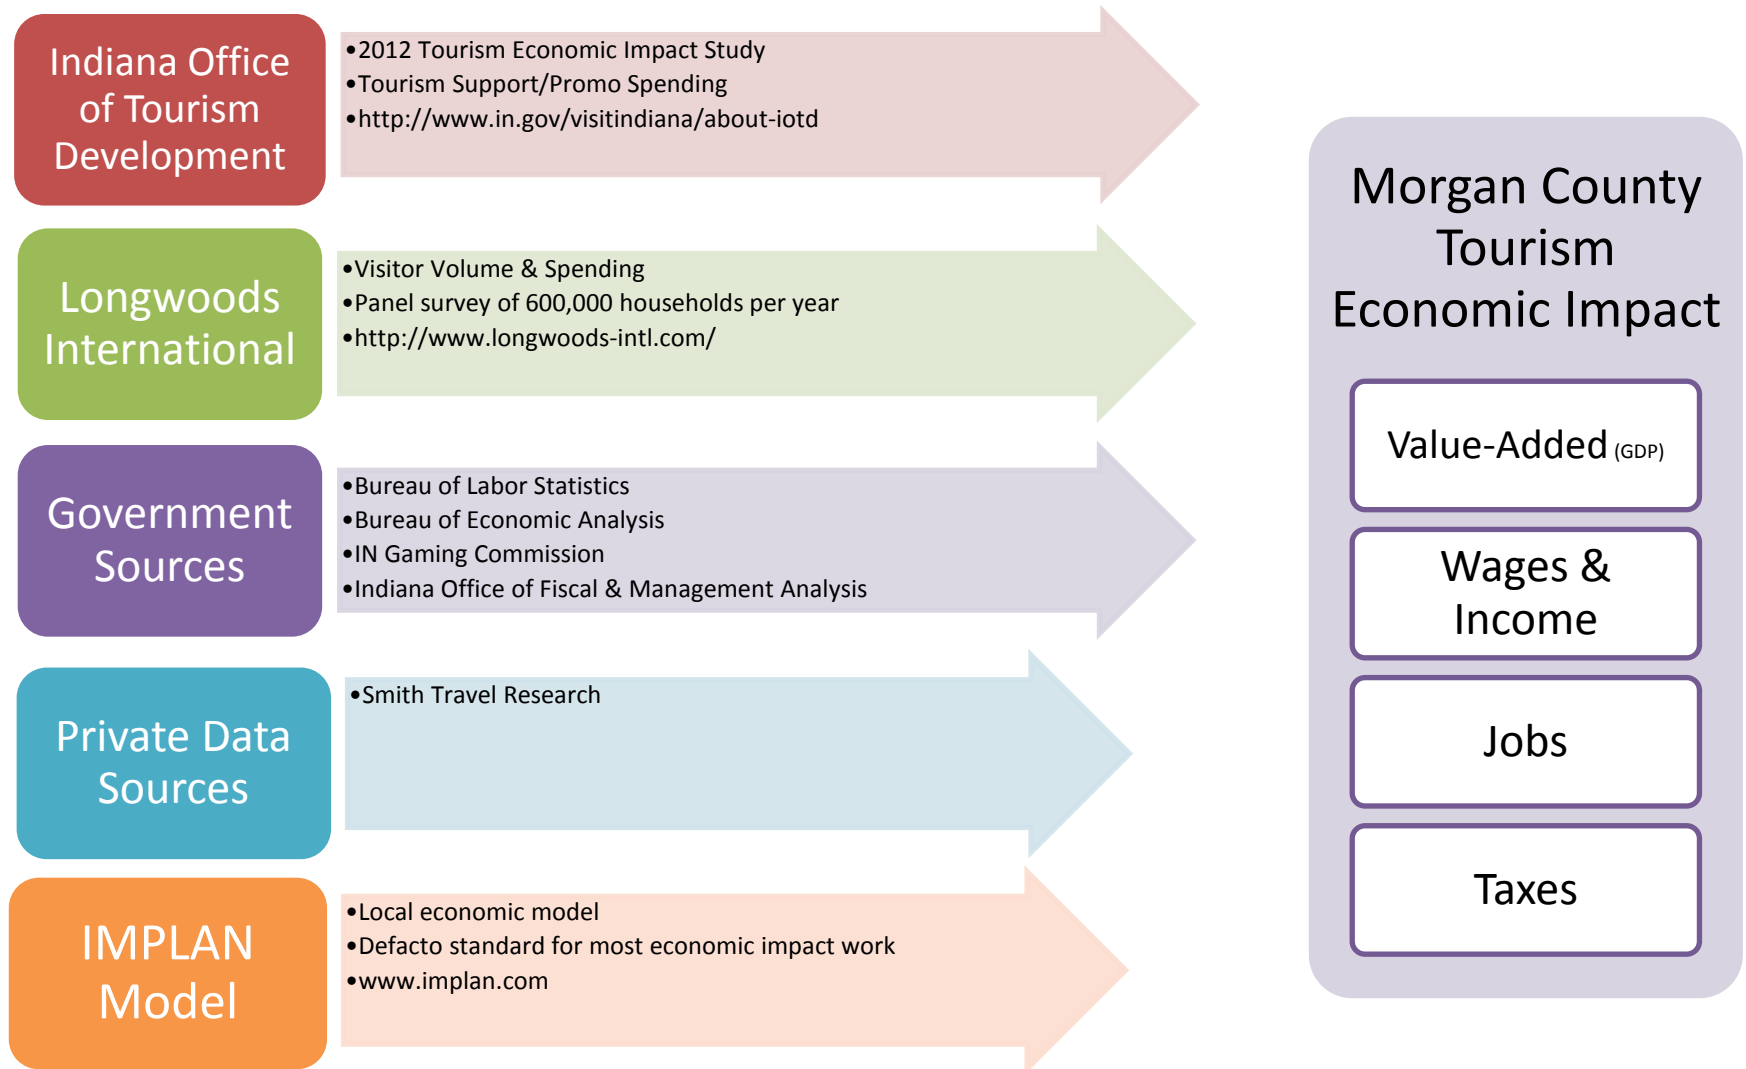 Indiana Office
of Tourism
Development
•2012 Tourism Economic Impact Study
•Tourism Support/Promo Spending
•http://www.in.gov/visitindiana/about-iotd
Longwoods
International
•Visitor Volume & Spending
•Panel survey of 600,000 households per year
•http://www.longwoods-intl.com/
Government
Sources
•Bureau of Labor Statistics
•Bureau of Economic Analysis
•IN Gaming Commission
•Indiana Office of Fiscal & Management Analysis
Private Data
Sources
•Smith Travel Research
IMPLAN
Model
•Local economic model
•Defacto standard for most economic impact work
•www.implan.com
Morgan County
Tourism
Economic Impact
Value-Added (GDP)
Wages &
Income
Jobs
Taxes